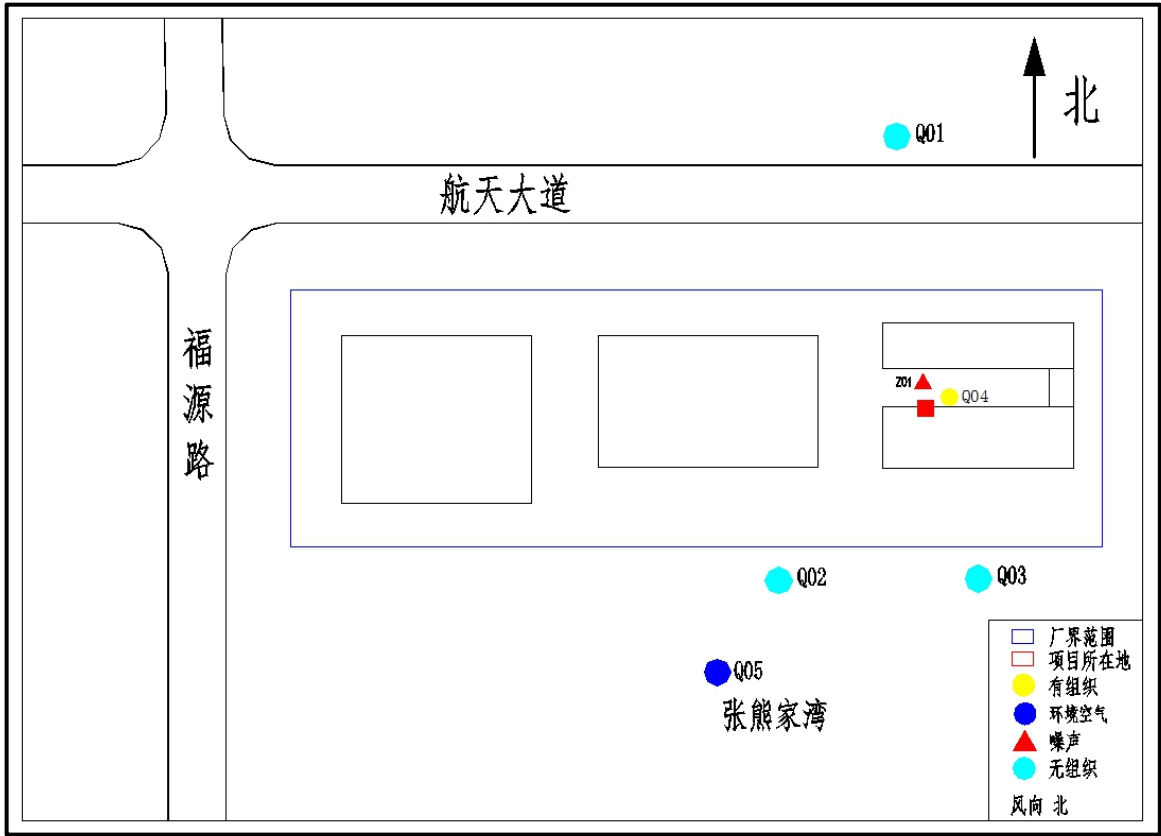 北
Q01
航天大道
福源路
Z01
Q04
Q02
Q03
Q05
张熊家湾
厂界范围
项目所在地
有组织
环境空气
噪声
无组织
风向 北